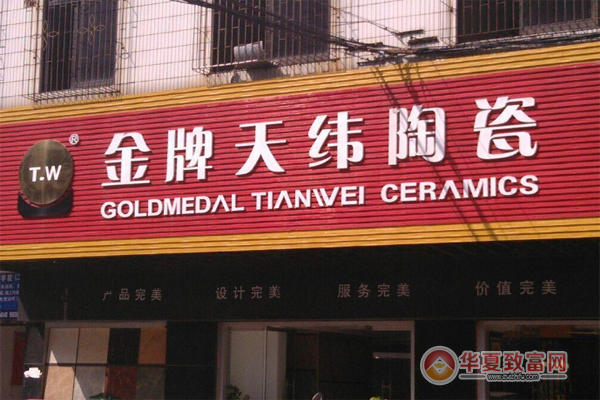 T.W ® 金牌天纬陶瓷
GOLDMEDAL TIANWEI CERAMICS
产品完美 设计完美 服务完美 价值完美
华夏致富网